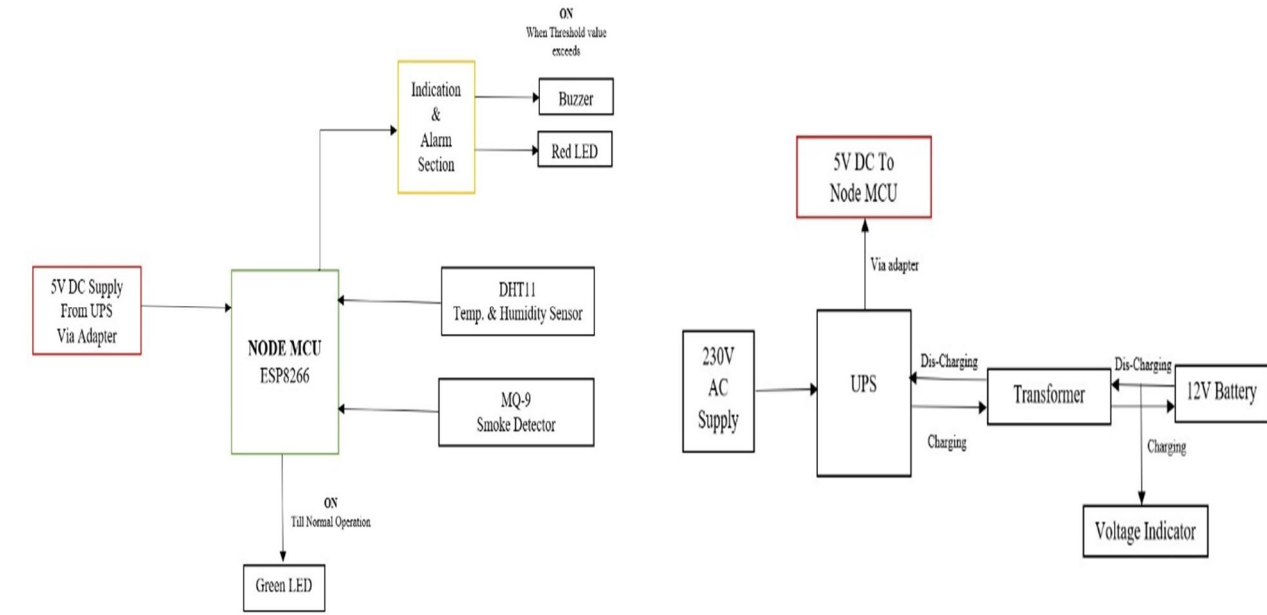 ON
When Threshold value
exceeds
Indication
&
Alarm
Section
Buzzer
Red LED
5V DC Supply
From UPS
Via Adapter
NODE MCU
ESP8266
DHT11
Temp. & Humidity Sensor
MQ-9
Smoke Detector
ON
Till Normal Operation
Green LED
5V DC To
Node MCU
Via adapter
230V
AC
Supply
UPS
Dis-Charging
Charging
Transformer
Dis-Charging
12V Battery
Charging
Voltage Indicator